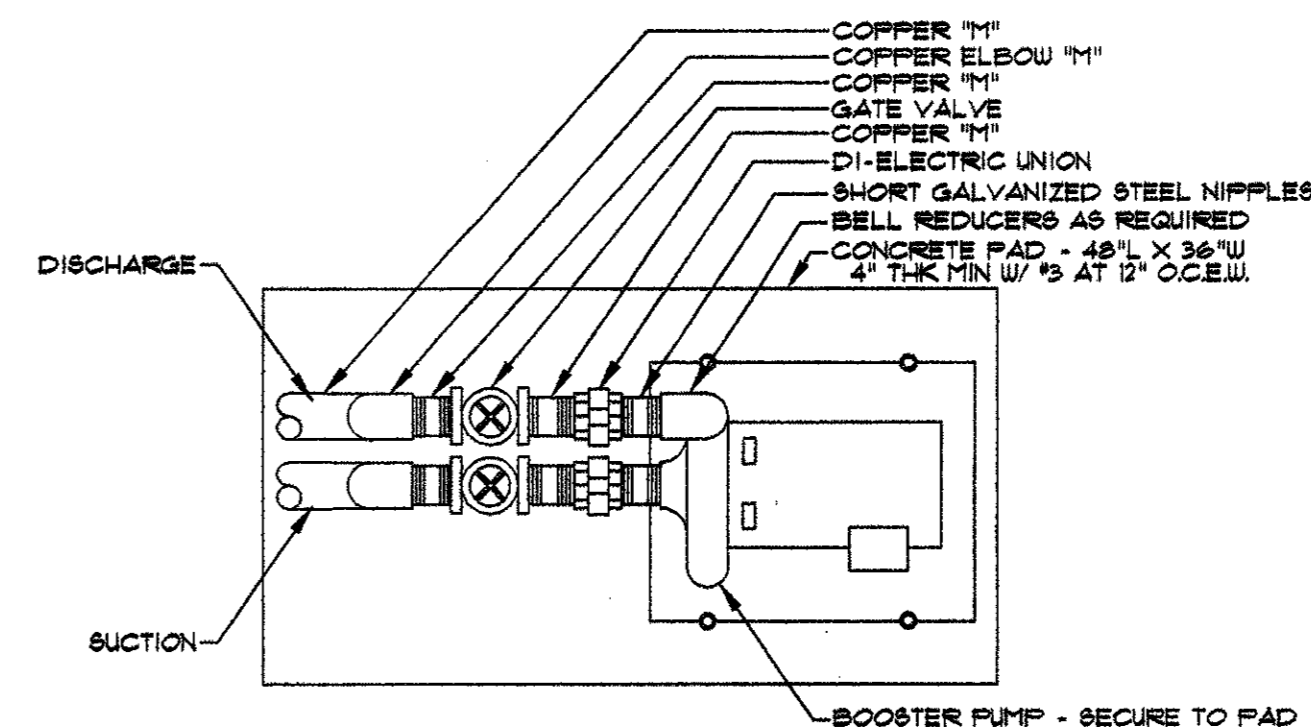 COPPER "M"
COPPER ELBOW "M"
COPPER "M"
GATE VALVE
COPPER "M"
DI-ELECTRIC UNION
SHORT GALVANIZED STEEL NIPPLES
BELL REDUCERS AS REQUIRED
CONCRETE PAD - 48"L X 36"W
4" THK MIN W/ #3 AT 12" O.C.E.W.
DISCHARGE
SUCTION
BOOSTER PUMP - SECURE TO PAD